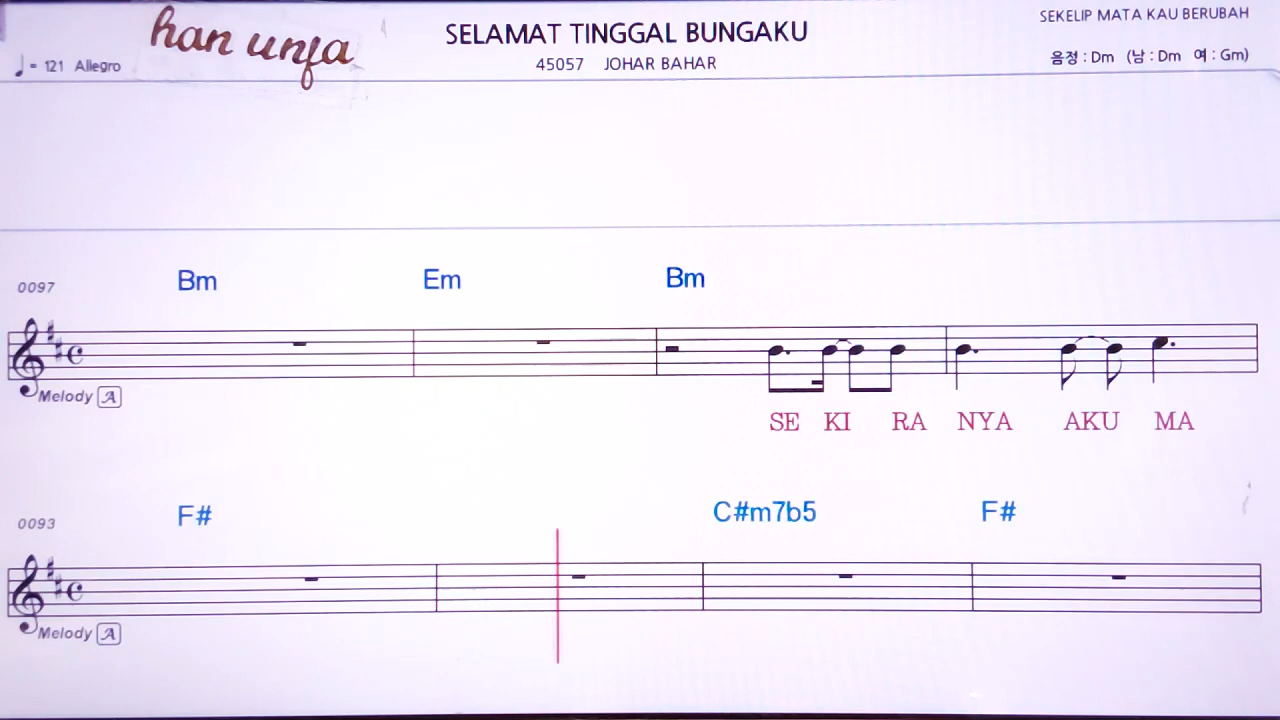 han unfa
SELAMAT TINGGAL BUNGAKU
SEKELIP MATA KAU BERUBAH
= 121 Allegro
45057 JOHAR BAHAR
음정 : Dm (남 : Dm 여 : Gm)
0097
Bm Em Bm
Melody A
SE KI RA NYA AKU MA
0093
F# C#m7b5 F#
Melody A